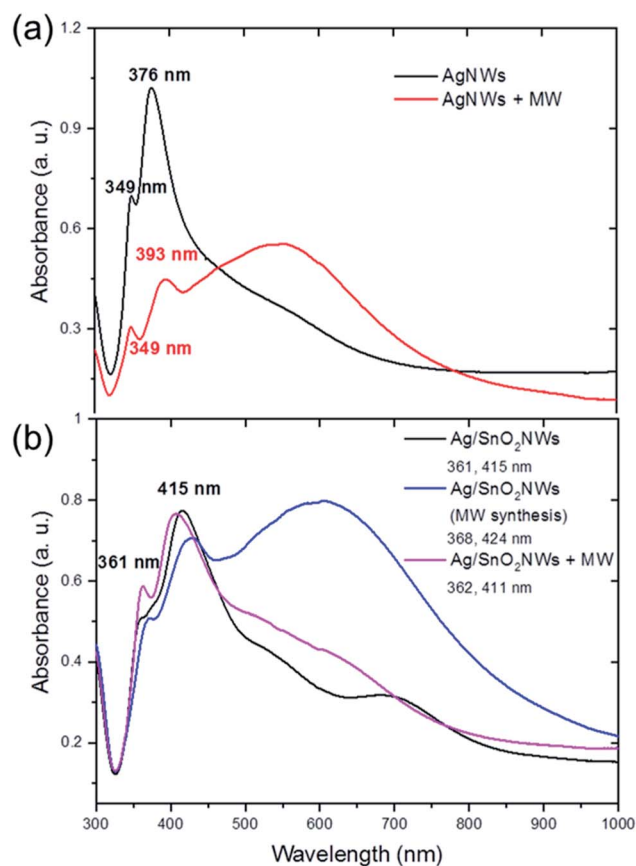 (a)
1.2
0.9
0.6
0.3
Absorbance (a. u.)
376 nm
349 nm
393 nm
349 nm
AgNWs
AgNWs + MW
(b)
1
0.8
0.6
0.4
0.2
Absorbance (a. u.)
415 nm
361 nm
Ag/SnO₂NWs
361, 415 nm
Ag/SnO₂NWs
(MW synthesis)
368, 424 nm
Ag/SnO₂NWs + MW
362, 411 nm
300 400 500 600 700 800 900 1000
Wavelength (nm)